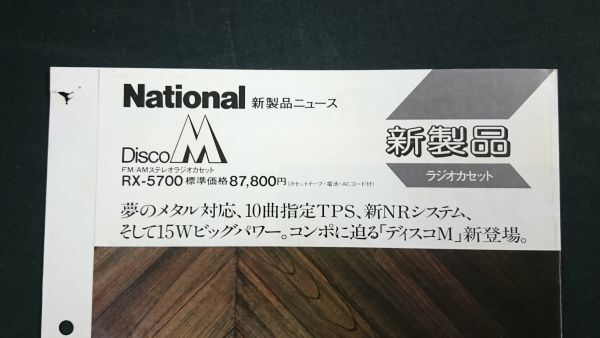 National 新製品ニュース
Disco M
FM/AMステレオラジオカセット
RX-5700 標準価格87,800円(カセットテープ・電池・ACコード付)
新製品
ラジオカセット
夢のメタル対応、10曲指定TPS、新NRシステム、
そして15Wビッグパワー。コンポに迫る「ディスコM」新登場。